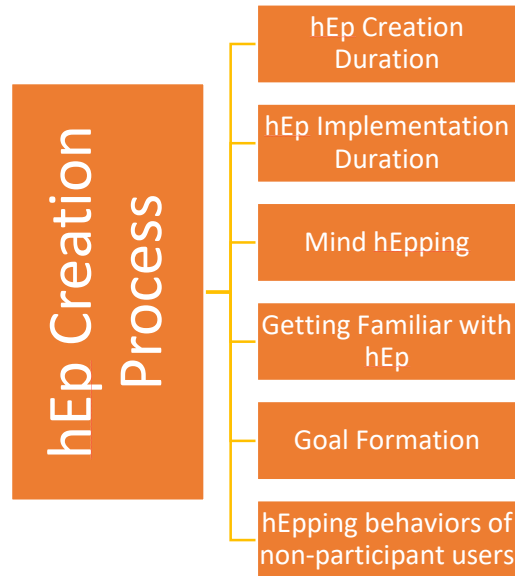 hEp Creation
Process
hEp Creation
Duration
hEp Implementation
Duration
Mind hEpping
Getting Familiar with
hEp
Goal Formation
hEpping behaviors of
non-participant users